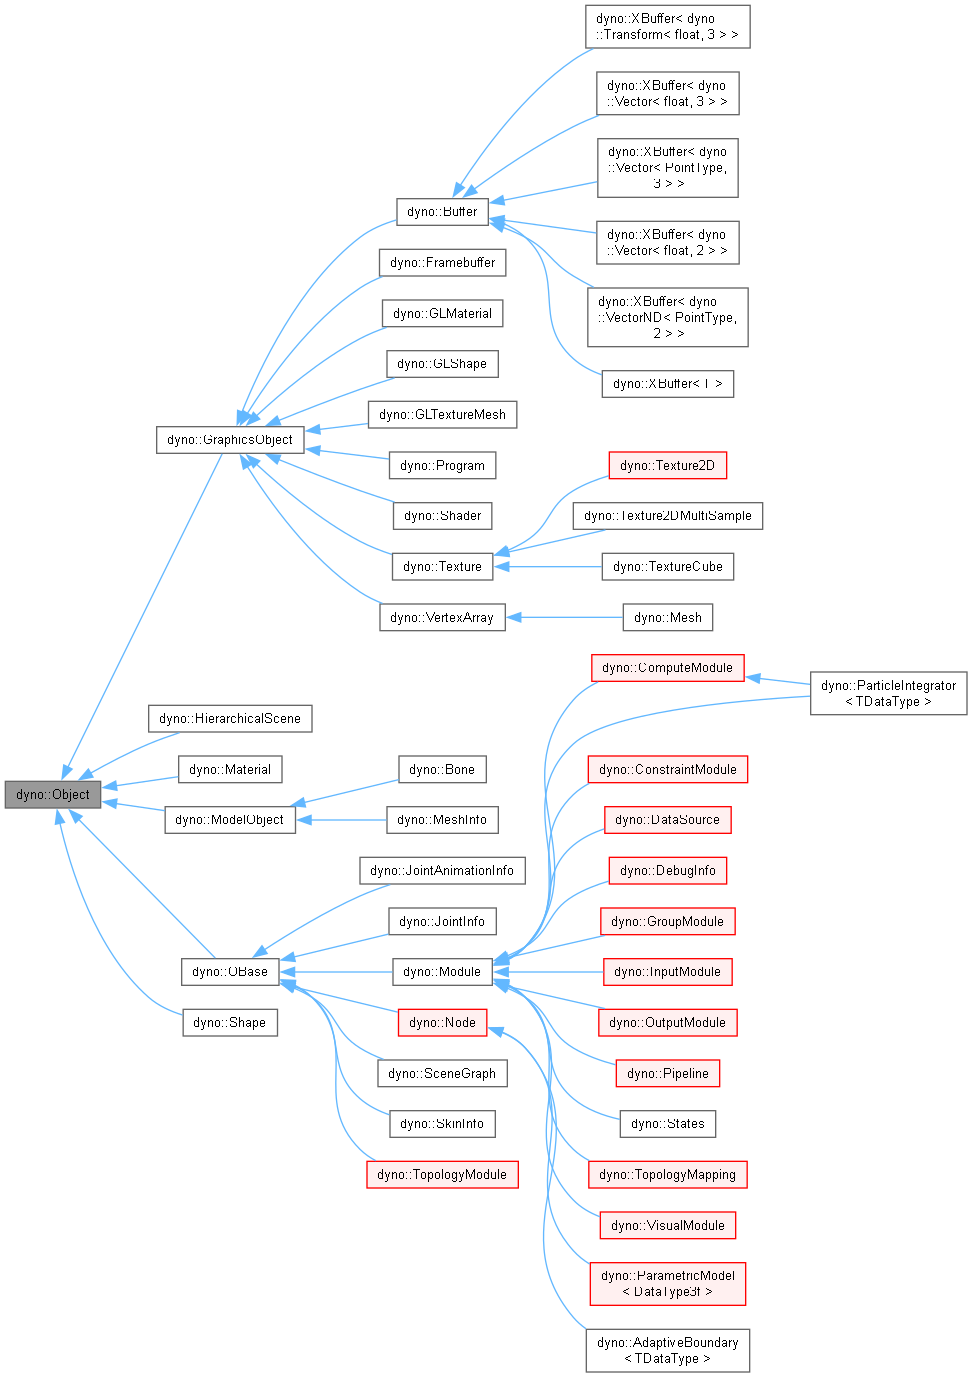 dyno::XBuffer< dyno
::Transform< float, 3 > >
dyno::XBuffer< dyno
::Vector< float, 3 > >
dyno::XBuffer< dyno
::Vector< PointType,
3 > >
dyno::Buffer
dyno::XBuffer< dyno
::Vector< float, 2 > >
dyno::Framebuffer
dyno::XBuffer< dyno
::VectorND< PointType,
2 > >
dyno::GLMaterial
dyno::GLShape
dyno::XBuffer< T >
dyno::GLTextureMesh
dyno::GraphicsObject
dyno::Program
dyno::Texture2D
dyno::Shader
dyno::Texture2DMultiSample
dyno::Texture
dyno::TextureCube
dyno::VertexArray
dyno::Mesh
dyno::ComputeModule
dyno::ParticleIntegrator
< TDataType >
dyno::HierarchicalScene
dyno::Material
dyno::Bone
dyno::ConstraintModule
dyno::Object
dyno::ModelObject
dyno::MeshInfo
dyno::DataSource
dyno::JointAnimationInfo
dyno::DebugInfo
dyno::JointInfo
dyno::GroupModule
dyno::OBase
dyno::Module
dyno::InputModule
dyno::Shape
dyno::Node
dyno::OutputModule
dyno::SceneGraph
dyno::Pipeline
dyno::SkinInfo
dyno::States
dyno::TopologyModule
dyno::TopologyMapping
dyno::VisualModule
dyno::ParametricModel
< DataType3f >
dyno::AdaptiveBoundary
< TDataType >